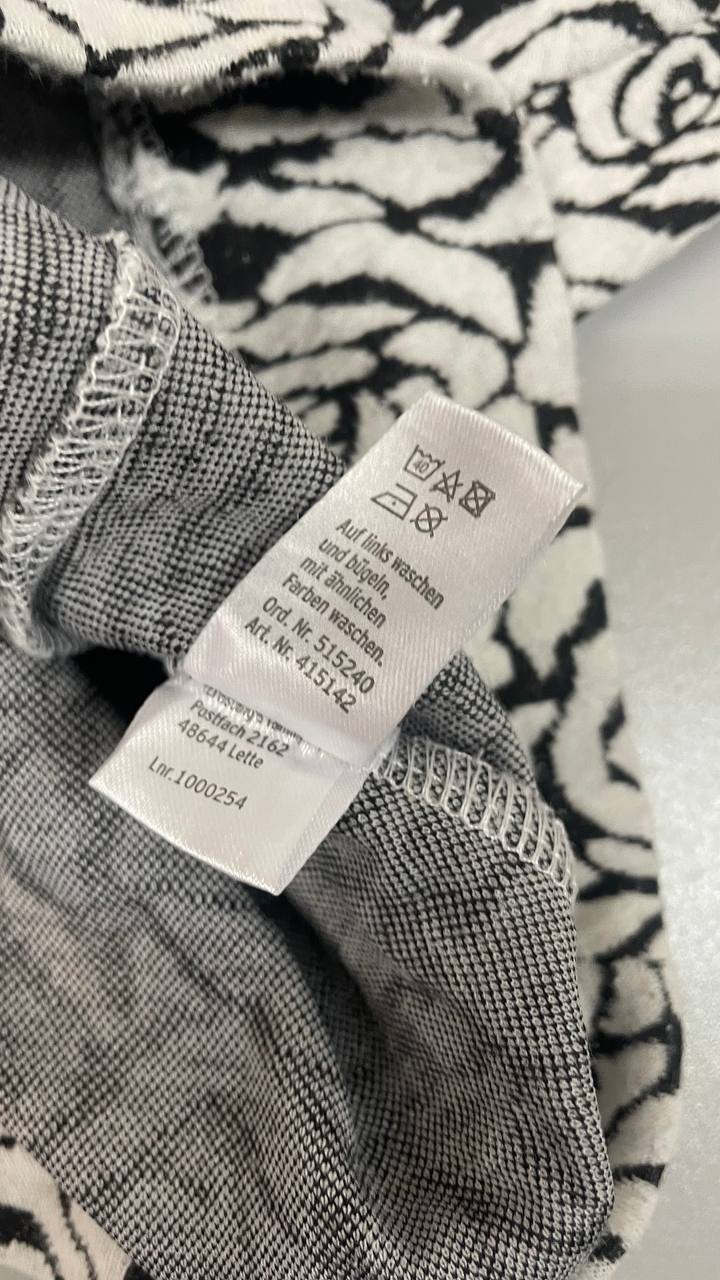 40
Auf links waschen
und bügeln,
mit ähnlichen
Farben waschen.
Ord. Nr. 515240
Art. Nr. 415142
Postfach 2162
48644 Lette
Lnr.1000254